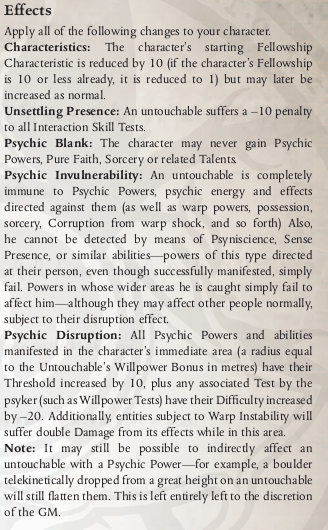 Effects
Apply all of the following changes to your character.
Characteristics: The character's starting Fellowship
Characteristic is reduced by 10 (if the character's Fellowship
is 10 or less already, it is reduced to 1) but may later be
increased as normal.
Unsettling Presence: An untouchable suffers a –10 penalty
to all Interaction Skill Tests.
Psychic Blank: The character may never gain Psychic
Powers, Pure Faith, Sorcery or related Talents.
Psychic Invulnerability: An untouchable is completely
immune to Psychic Powers, psychic energy and effects
directed against them (as well as warp powers, possession,
sorcery, Corruption from warp shock, and so forth) Also,
he cannot be detected by means of Psyniscience, Sense
Presence, or similar abilities—powers of this type directed
at their person, even though successfully manifested, simply
fail. Powers in whose wider areas he is caught simply fail to
affect him—although they may affect other people normally,
subject to their disruption effect.
Psychic Disruption: All Psychic Powers and abilities
manifested in the character's immediate area (a radius equal
to the Untouchable's Willpower Bonus in metres) have their
Threshold increased by 10, plus any associated Test by the
psyker (such as Willpower Tests) have their Difficulty increased
by –20. Additionally, entities subject to Warp Instability will
suffer double Damage from its effects while in this area.
Note: It may still be possible to indirectly affect an
untouchable with a Psychic Power—for example, a boulder
telekinetically dropped from a great height on an untouchable
will still flatten them. This is left entirely left to the discretion
of the GM.